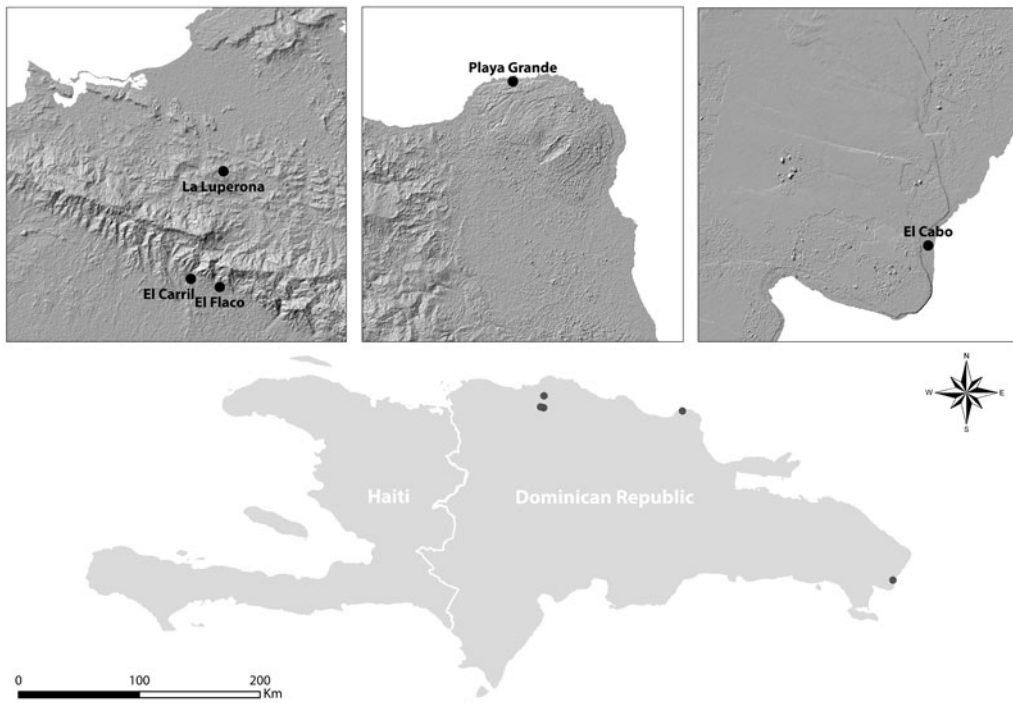 La Luperona
El Carril
El Flaco
Playa Grande
El Cabo
N
W E
S
Haiti
Dominican Republic
0 100 200
Km